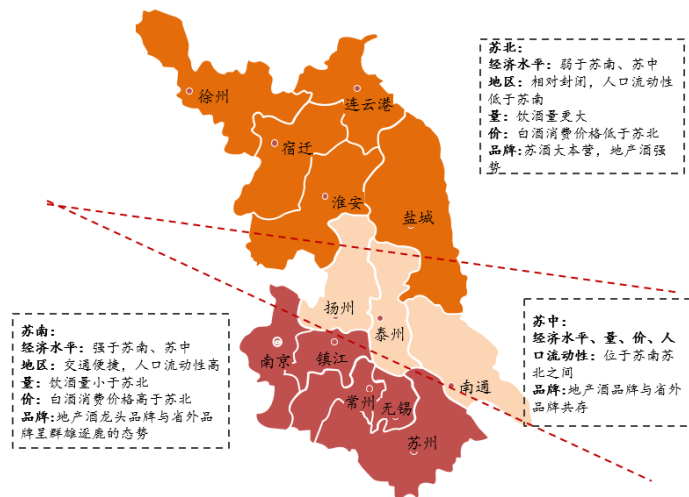 苏北：
经济水平：弱于苏南、苏中
地区：相对封闭，人口流动性
低于苏南
量：饮酒量更大
价：白酒消费价格低于苏北
品牌：苏酒大本营，地产酒强
势
徐州
连云港
宿迁
淮安
盐城
扬州
泰州
南京
镇江
南通
常州
无锡
苏州
苏南：
经济水平：强于苏南、苏中
地区：交通便捷，人口流动性高
量：饮酒量小于苏北
价：白酒消费价格高于苏北
品牌：地产酒龙头品牌与省外品
牌呈群雄逐鹿的态势
苏中：
经济水平、量、价、人
口流动性：位于苏南苏
北之间
品牌：地产酒品牌与省外
品牌共存